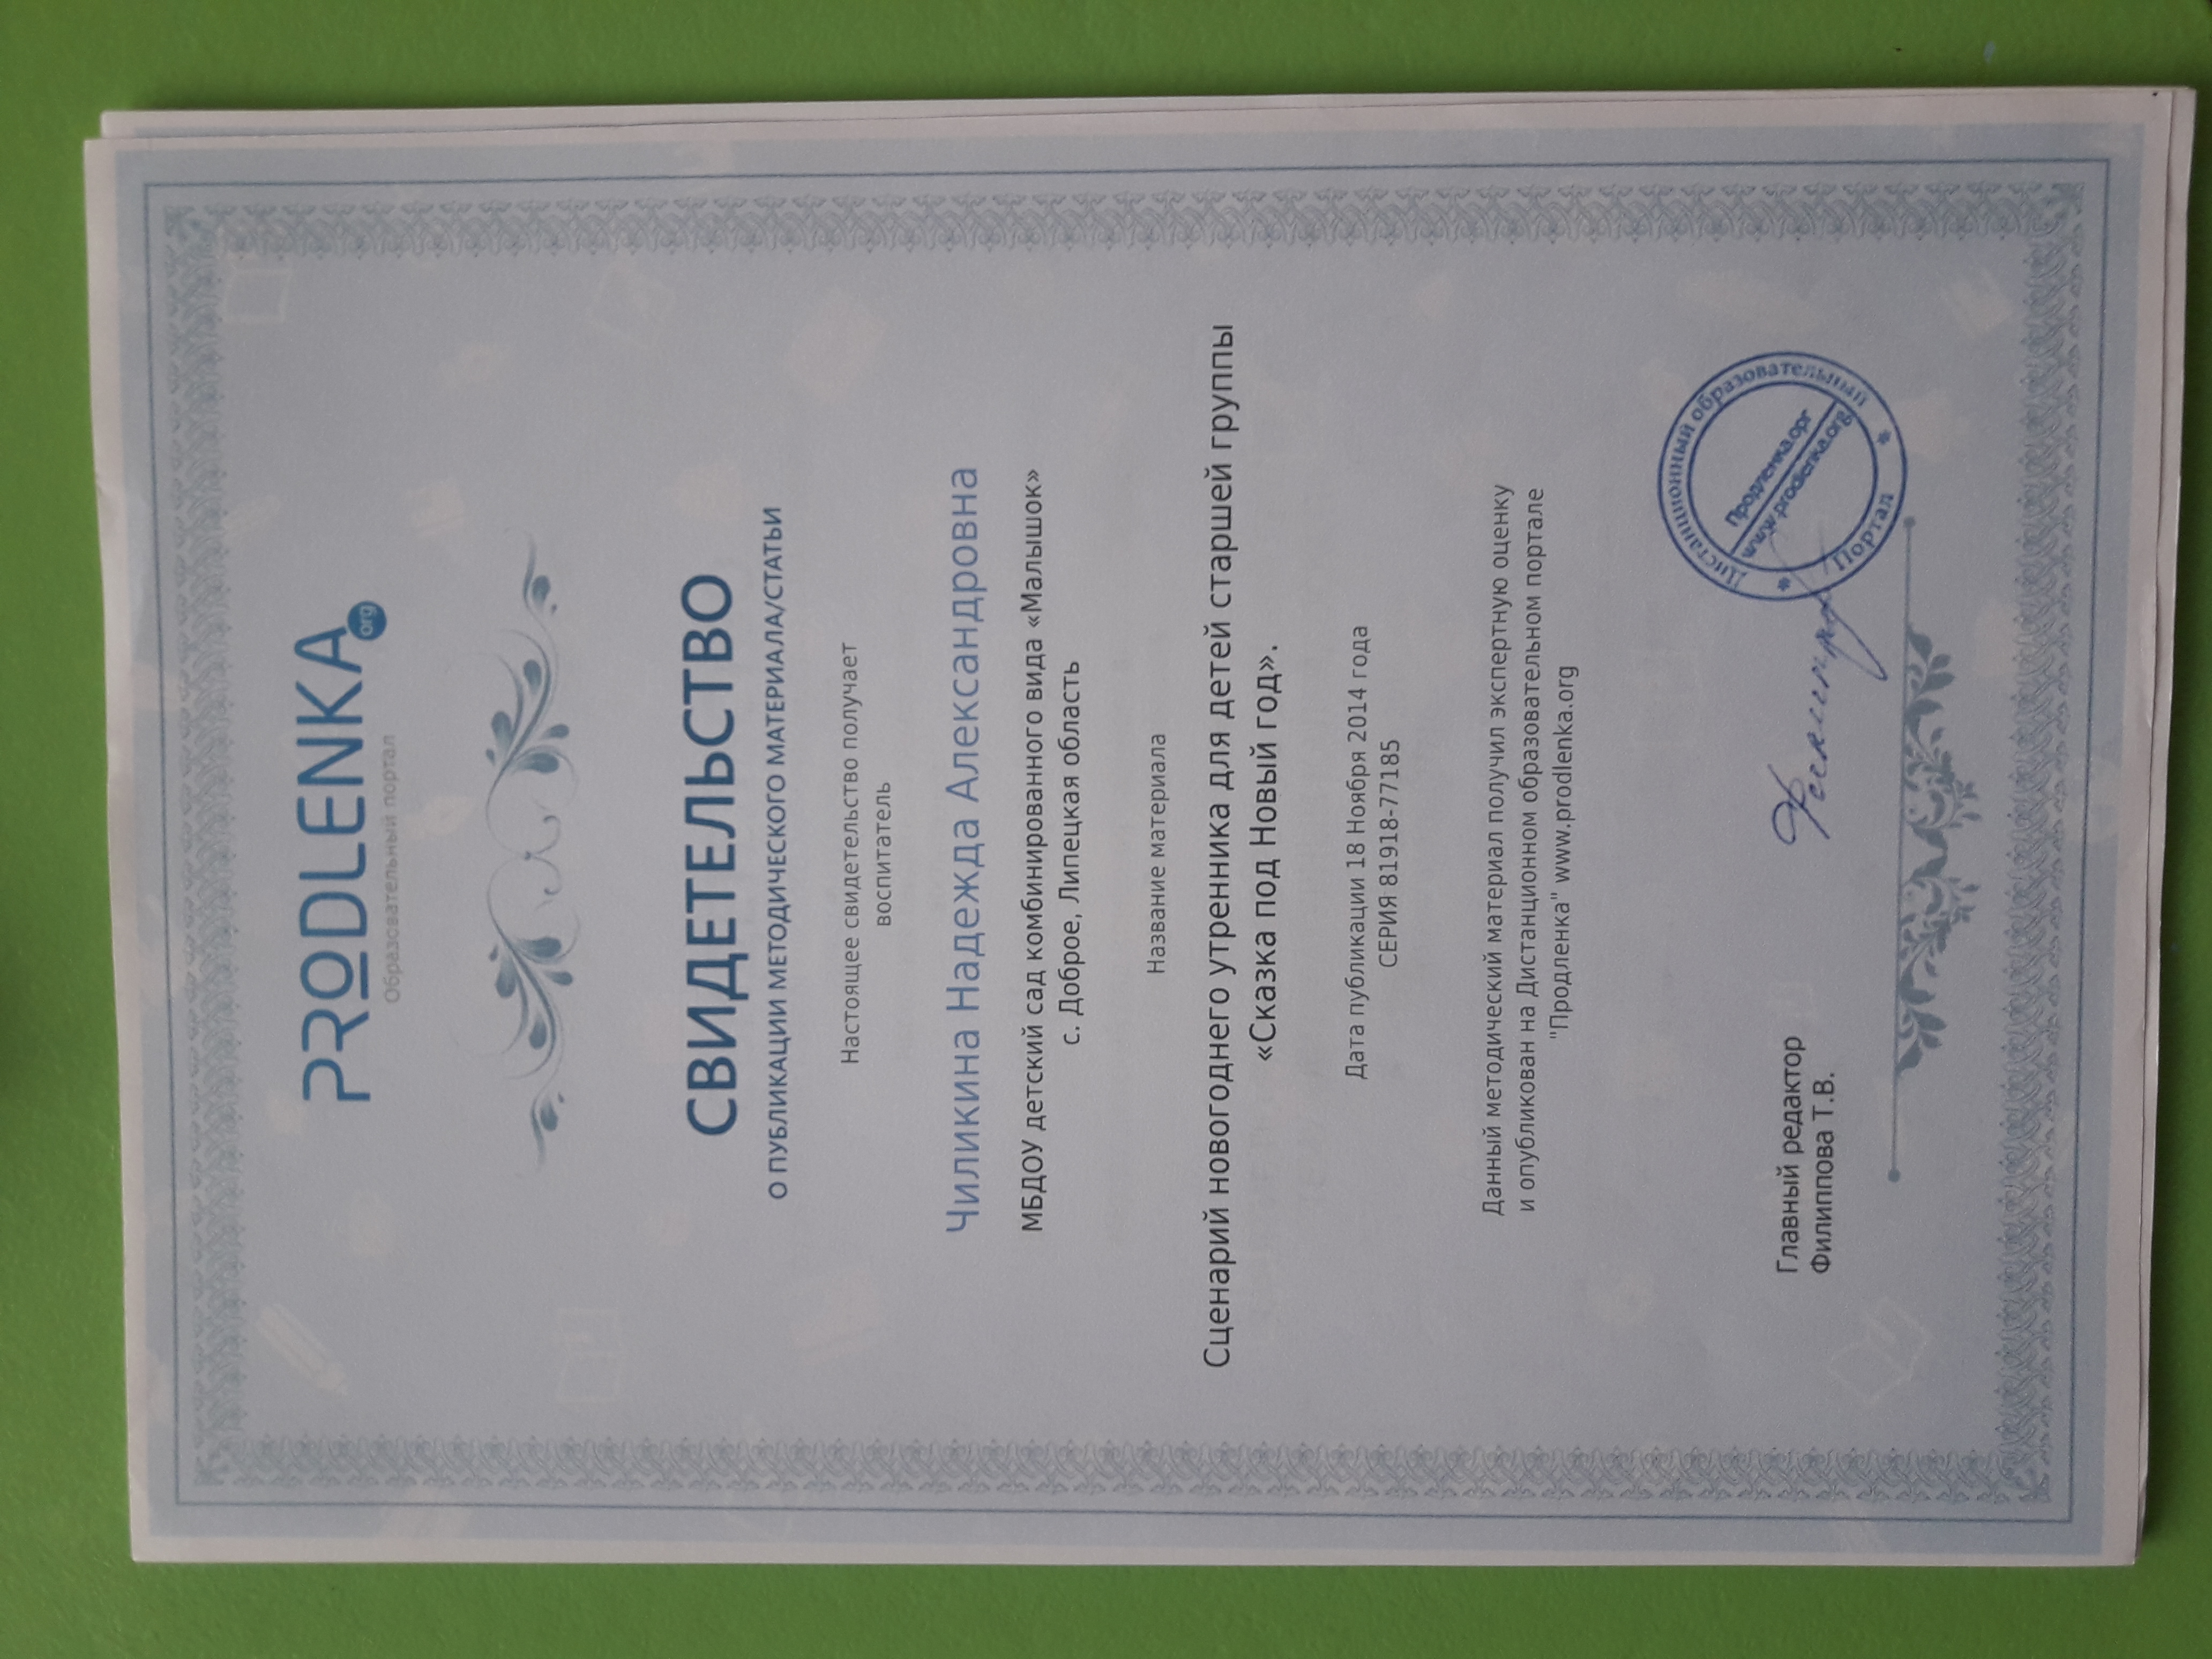 PRODLENKA org
Образовательный портал
СВИДЕТЕЛЬСТВО
О ПУБЛИКАЦИИ МЕТОДИЧЕСКОГО МАТЕРИАЛА/СТАТЬИ
Настоящее свидетельство получает
воспитатель
Чиликина Надежда Александровна
МБДОУ детский сад комбинированного вида «Малышок»
с. Доброе, Липецкая область
Название материала
Сценарий новогоднего утренника для детей старшей группы
«Сказка под Новый год».
Дата публикации 18 Ноября 2014 года
СЕРИЯ 81918-77185
Данный методический материал получил экспертную оценку
и опубликован на Дистанционном образовательном портале
"Продленка" www.prodlenka.org
Главный редактор
Филиппова Т.В.
Дистанционный образовательный
Портал
Продленка.орг
www.prodlenka.org